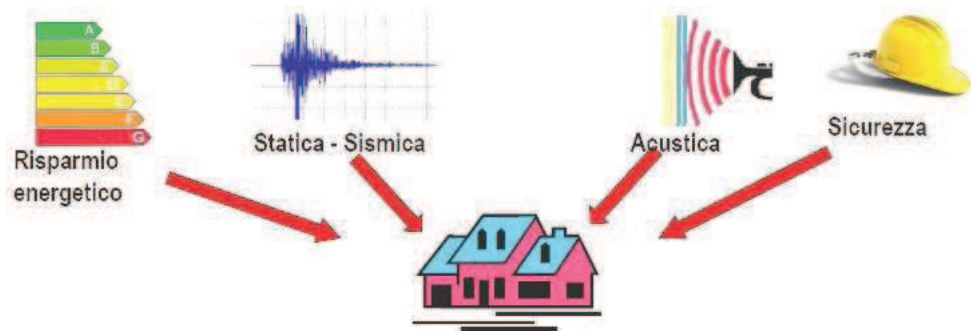 A
B
C
D
E
F
G
Risparmio
energetico
Statica - Sismica
Acustica
Sicurezza